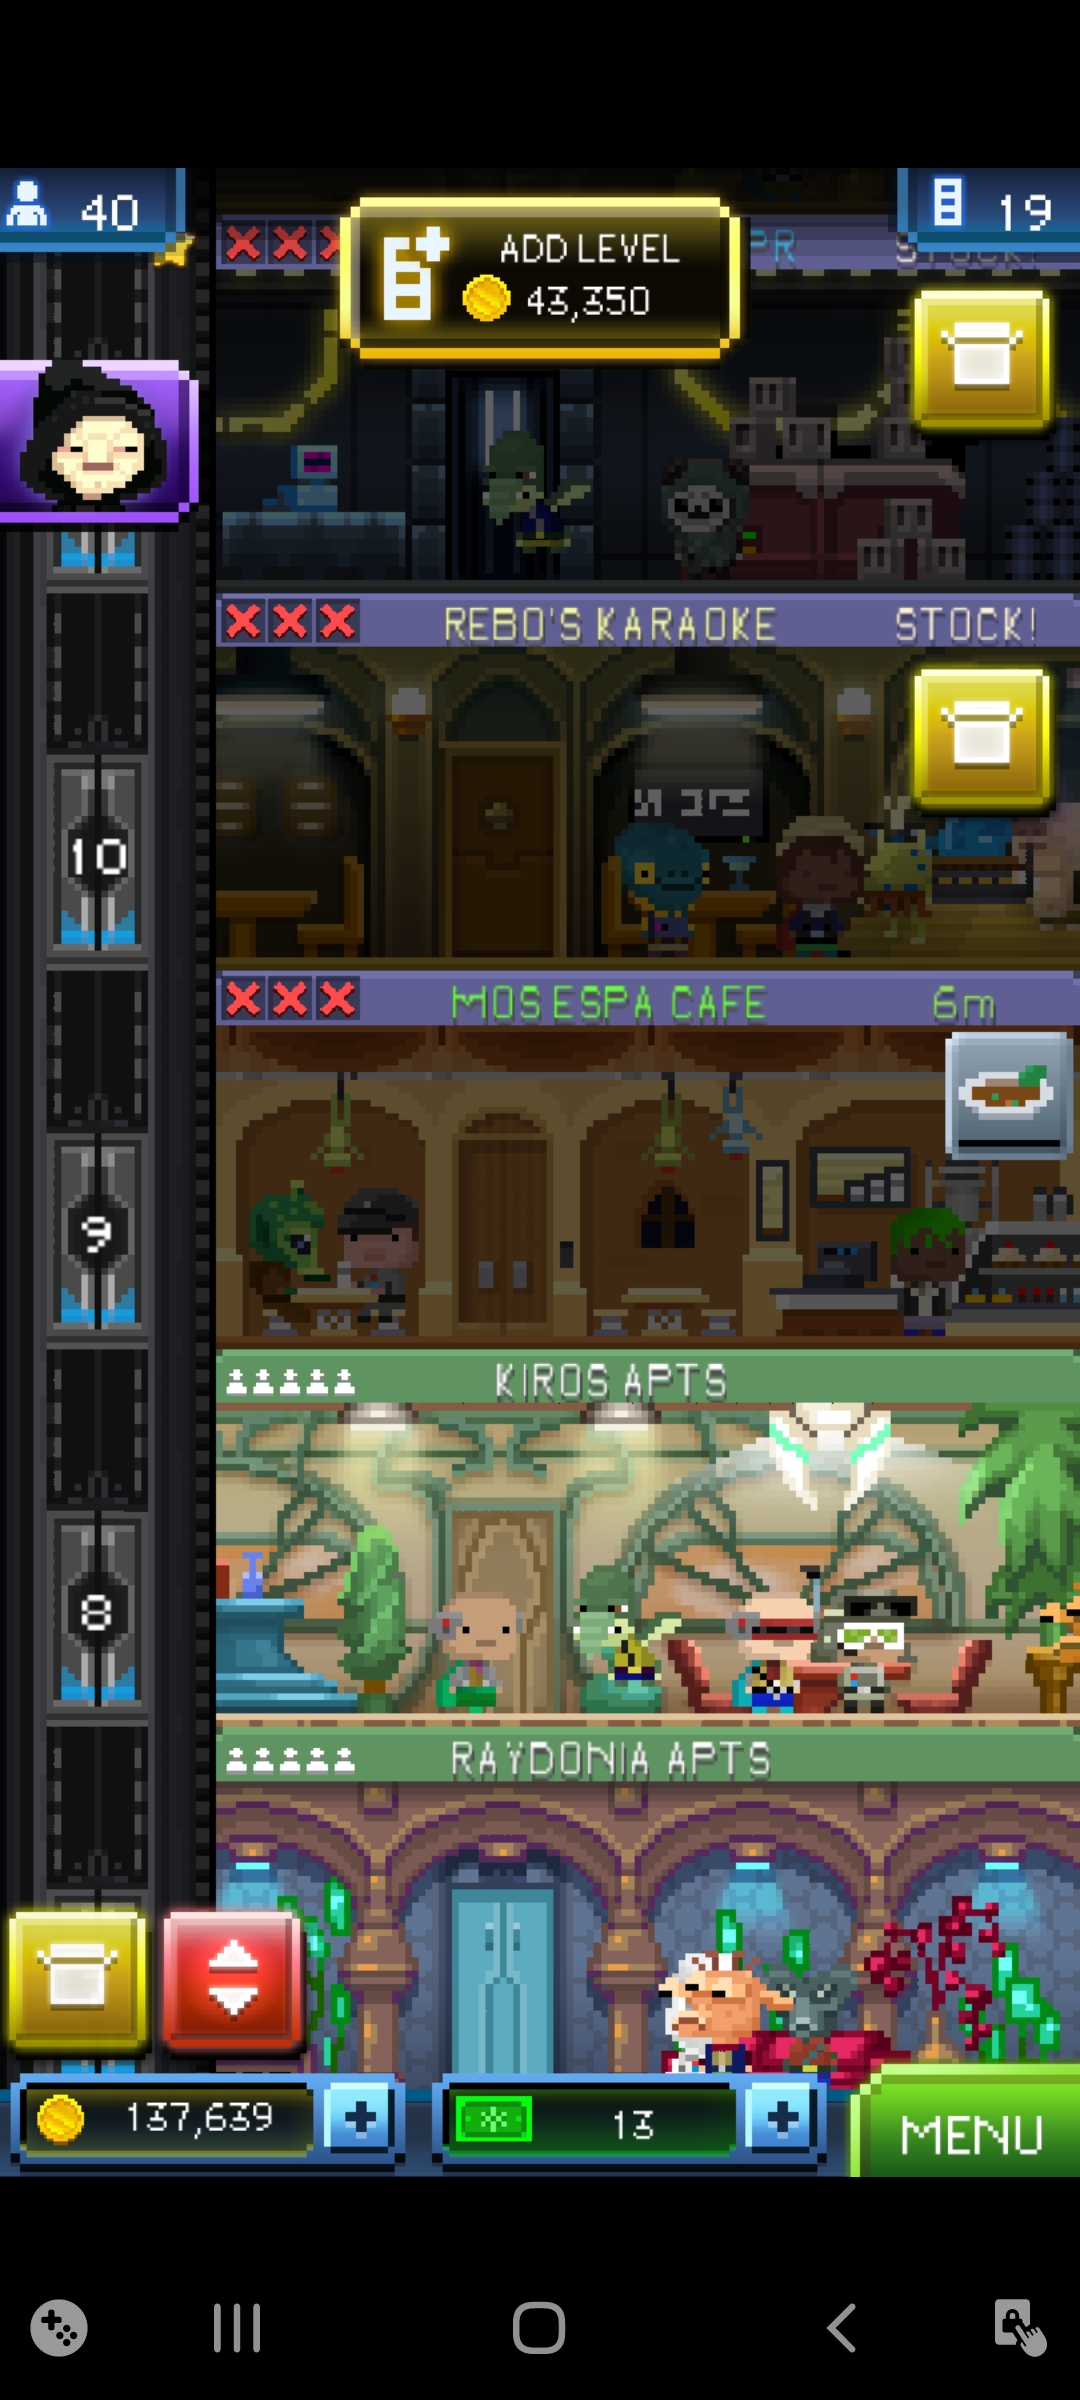 40
ADD LEVEL
43,350
19
STOCK!
REBO'S KARAOKE
STOCK!
10
MOS ESPA CAFE
6m
9
KIROS APTS
8
RAYDONIA APTS
137,639
13
MENU